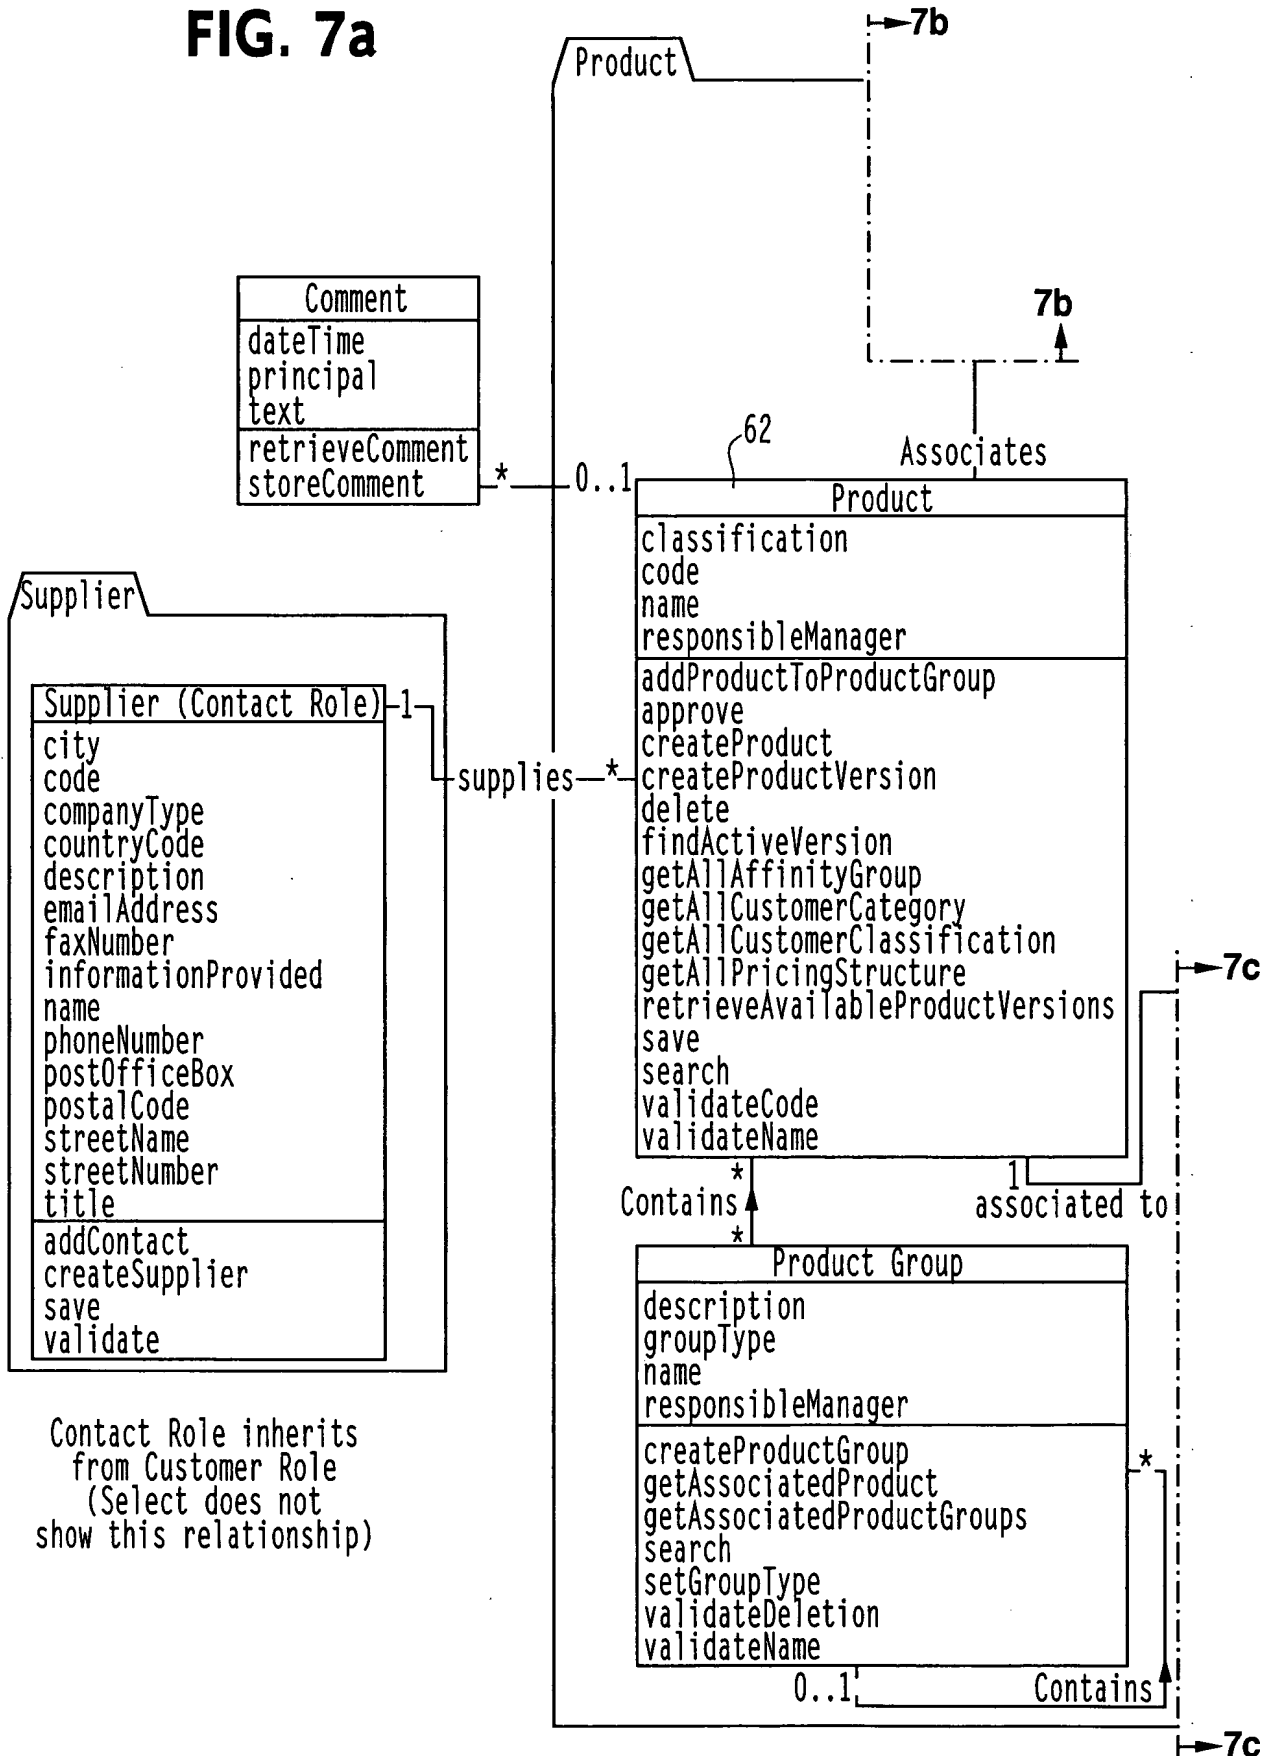 FIG. 7a
7b
Product
7b
Comment
dateTime
principal
text
retrieveComment
storeComment
*
0..1
62
Associates
Product
classification
code
name
responsibleManager
addProductToProductGroup
approve
createProduct
createProductVersion
delete
findActiveVersion
getAllAffinityGroup
getAllCustomerCategory
getAllCustomerClassification
getAllPricingStructure
retrieveAvailableProductVersions
save
search
validateCode
validateName
Supplier
Supplier (Contact Role)
1
supplies
*
city
code
companyType
countryCode
description
emailAddress
faxNumber
informationProvided
name
phoneNumber
postOfficeBox
postalCode
streetName
streetNumber
title
addContact
createSupplier
save
validate
Contact Role inherits
from Customer Role
(Select does not
show this relationship)
7c
*
Contains
*
1
associated to
Product Group
description
groupType
name
responsibleManager
createProductGroup
getAssociatedProduct
getAssociatedProductGroups
search
setGroupType
validateDeletion
validateName
*
0..1
Contains
7c